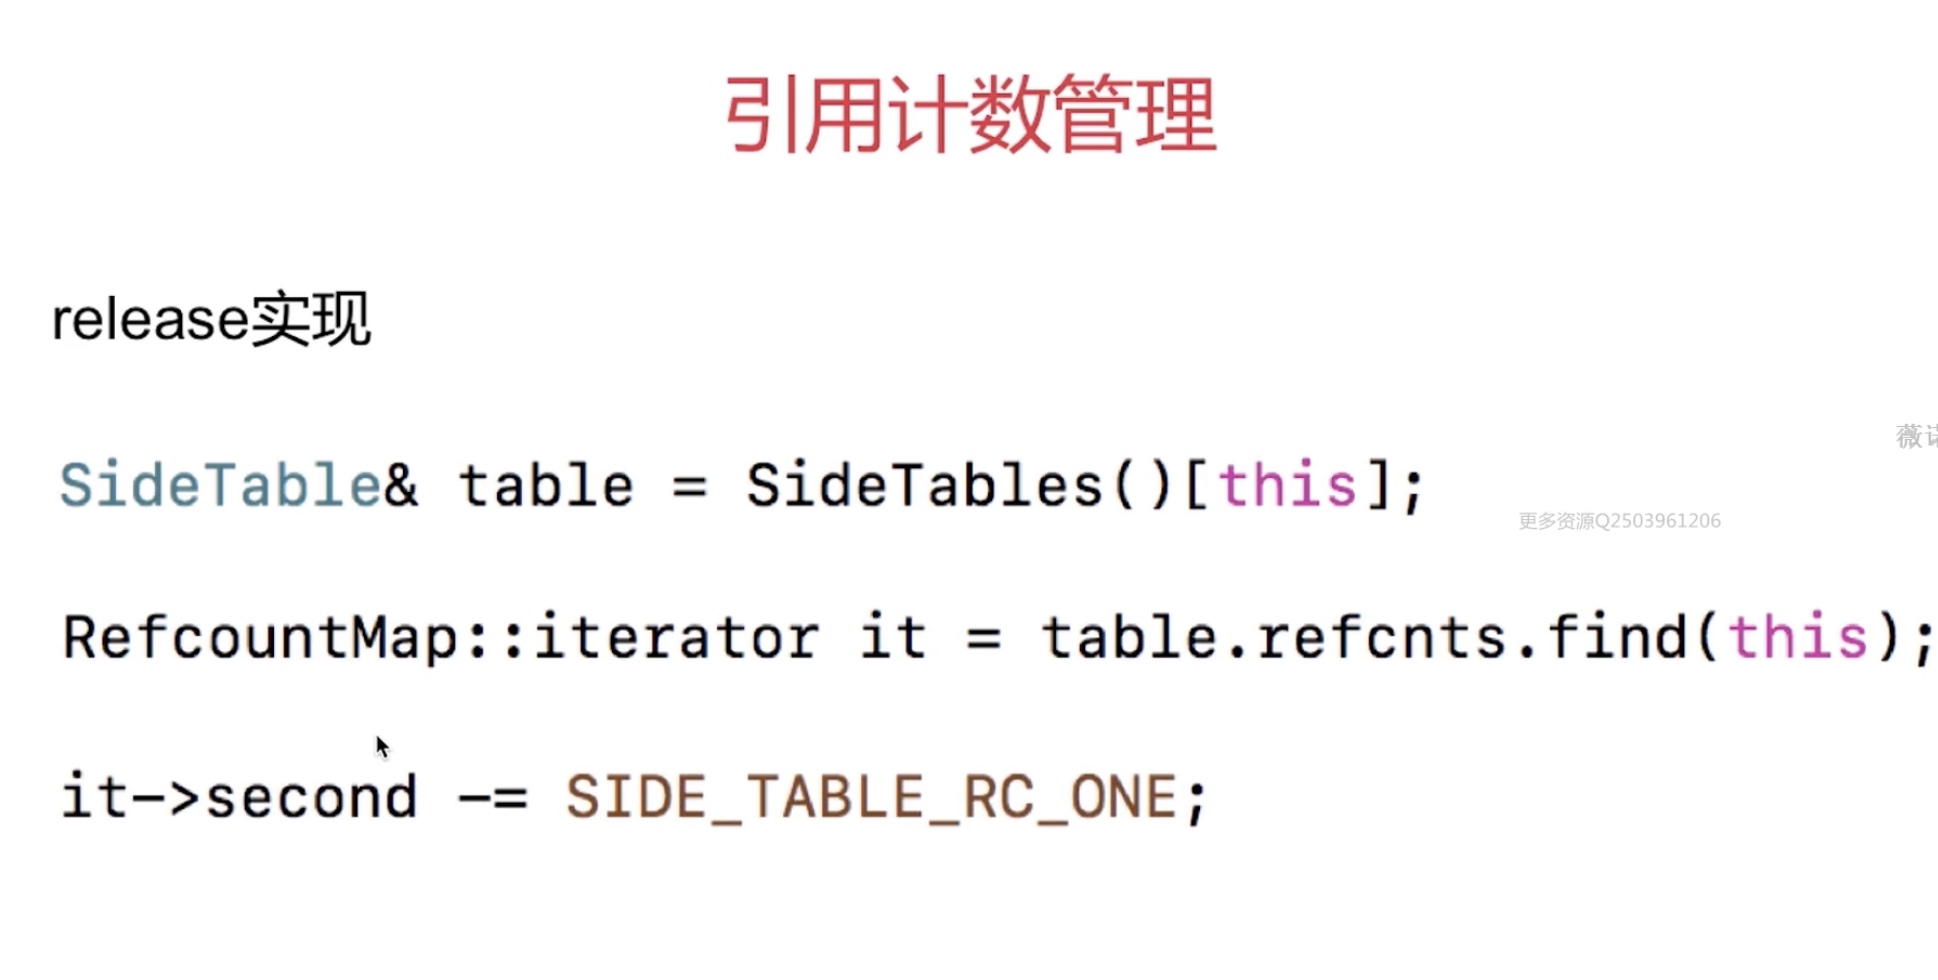 引用计数管理
release实现
薇
SideTable& table = SideTables()[this];
更多资源Q2503961206
RefcountMap::iterator it = table.refcnts.find(this);
it->second -= SIDE_TABLE_RC_ONE;